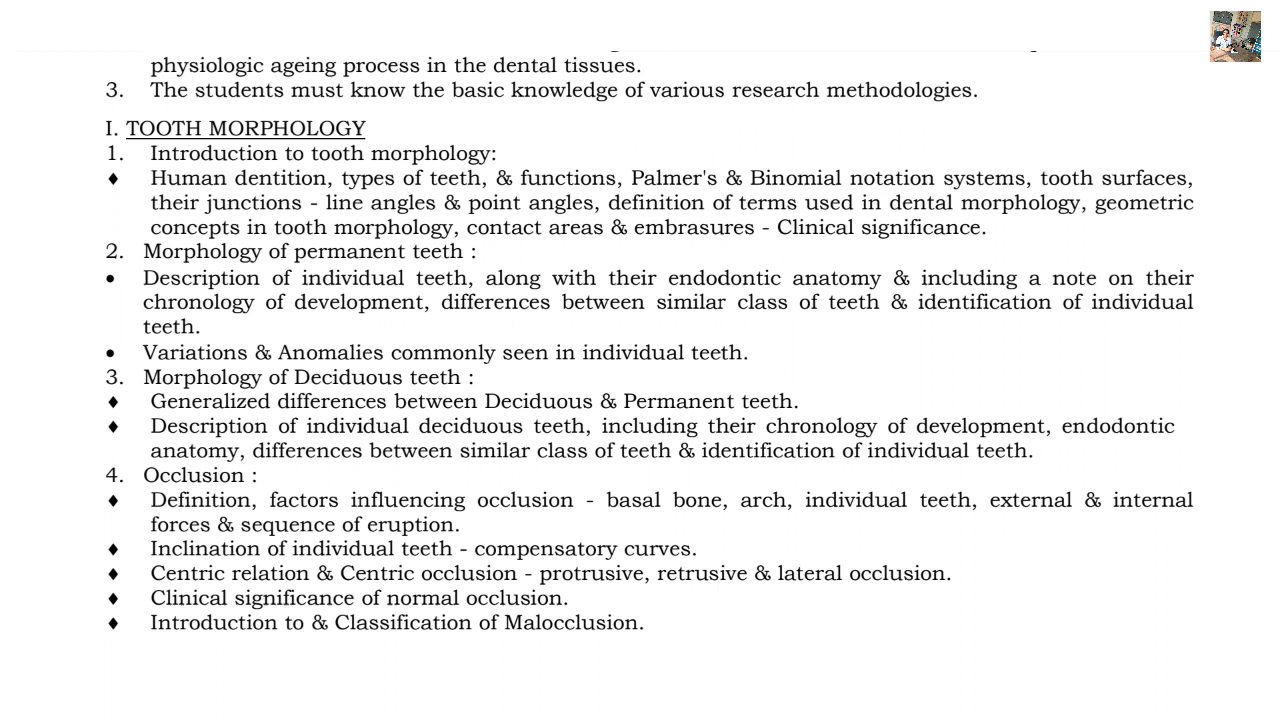 physiologic ageing process in the dental tissues.
3. The students must know the basic knowledge of various research methodologies.
I. TOOTH MORPHOLOGY
1. Introduction to tooth morphology:
♦ Human dentition, types of teeth, & functions, Palmer's & Binomial notation systems, tooth surfaces,
their junctions - line angles & point angles, definition of terms used in dental morphology, geometric
concepts in tooth morphology, contact areas & embrasures - Clinical significance.
2. Morphology of permanent teeth :
• Description of individual teeth, along with their endodontic anatomy & including a note on their
chronology of development, differences between similar class of teeth & identification of individual
teeth.
• Variations & Anomalies commonly seen in individual teeth.
3. Morphology of Deciduous teeth :
♦ Generalized differences between Deciduous & Permanent teeth.
♦ Description of individual deciduous teeth, including their chronology of development, endodontic
anatomy, differences between similar class of teeth & identification of individual teeth.
4. Occlusion :
♦ Definition, factors influencing occlusion - basal bone, arch, individual teeth, external & internal
forces & sequence of eruption.
♦ Inclination of individual teeth - compensatory curves.
♦ Centric relation & Centric occlusion - protrusive, retrusive & lateral occlusion.
♦ Clinical significance of normal occlusion.
♦ Introduction to & Classification of Malocclusion.